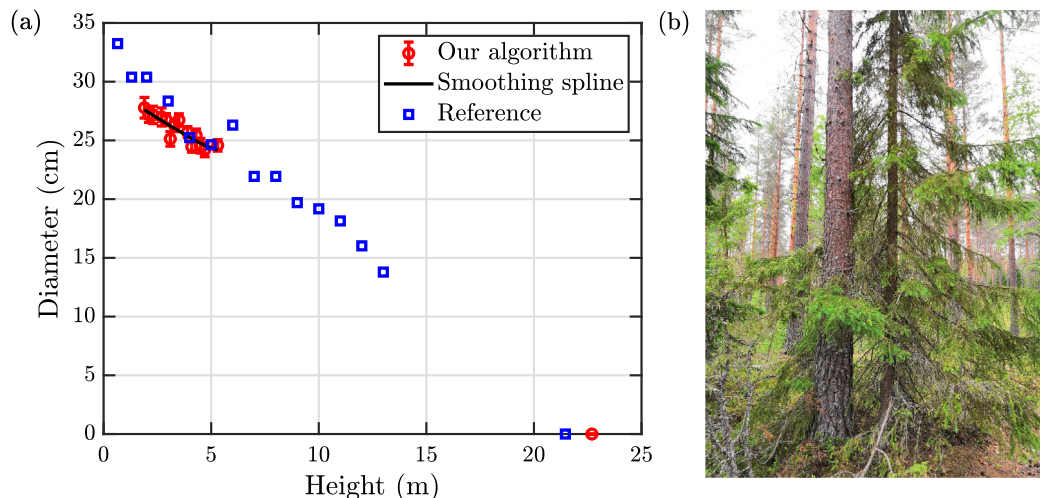 (a)
(b)
35
30
25
20
15
10
5
0
Diameter (cm)
Our algorithm
Smoothing spline
Reference
0
5
10
15
20
25
Height (m)